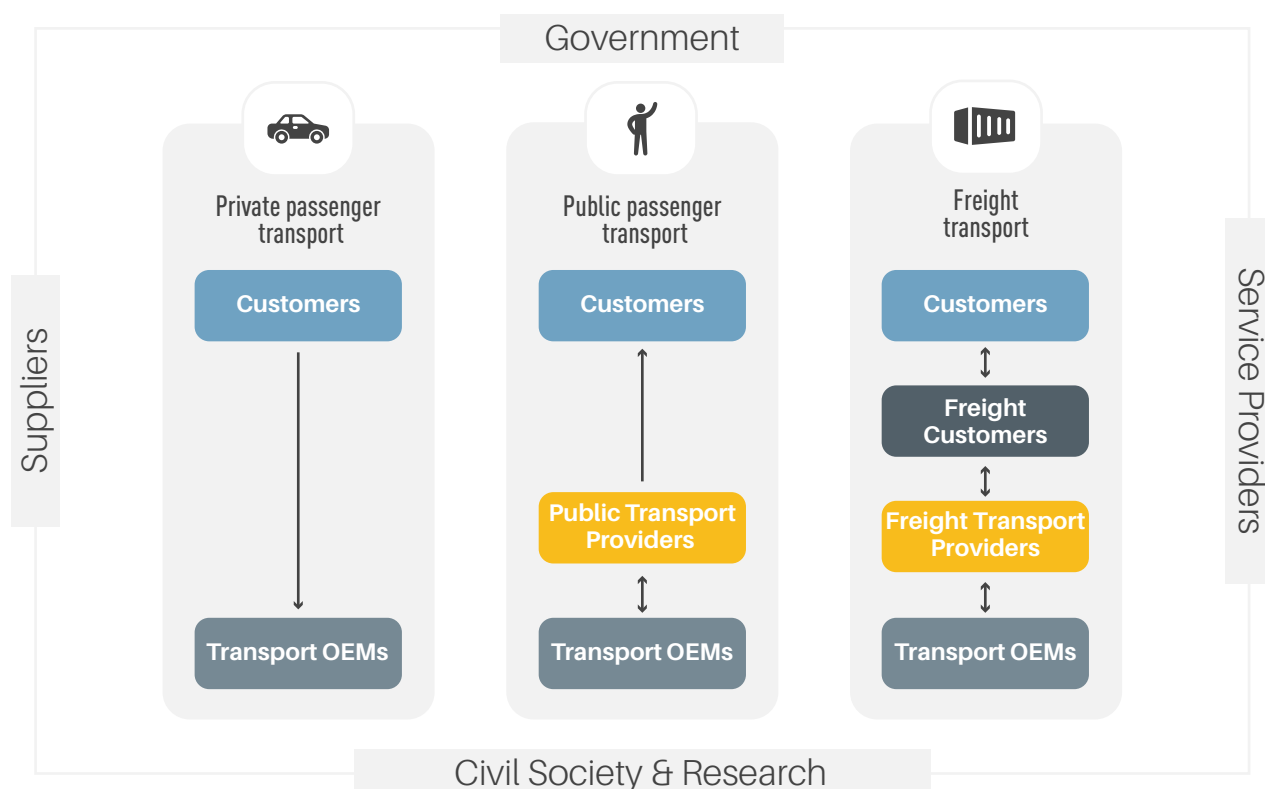 Government
Suppliers
Private passenger
transport
Customers
Transport OEMs
Public passenger
transport
Customers
Public Transport
Providers
Transport OEMs
Freight
transport
Customers
Freight
Customers
Freight Transport
Providers
Transport OEMs
Service Providers
Civil Society & Research